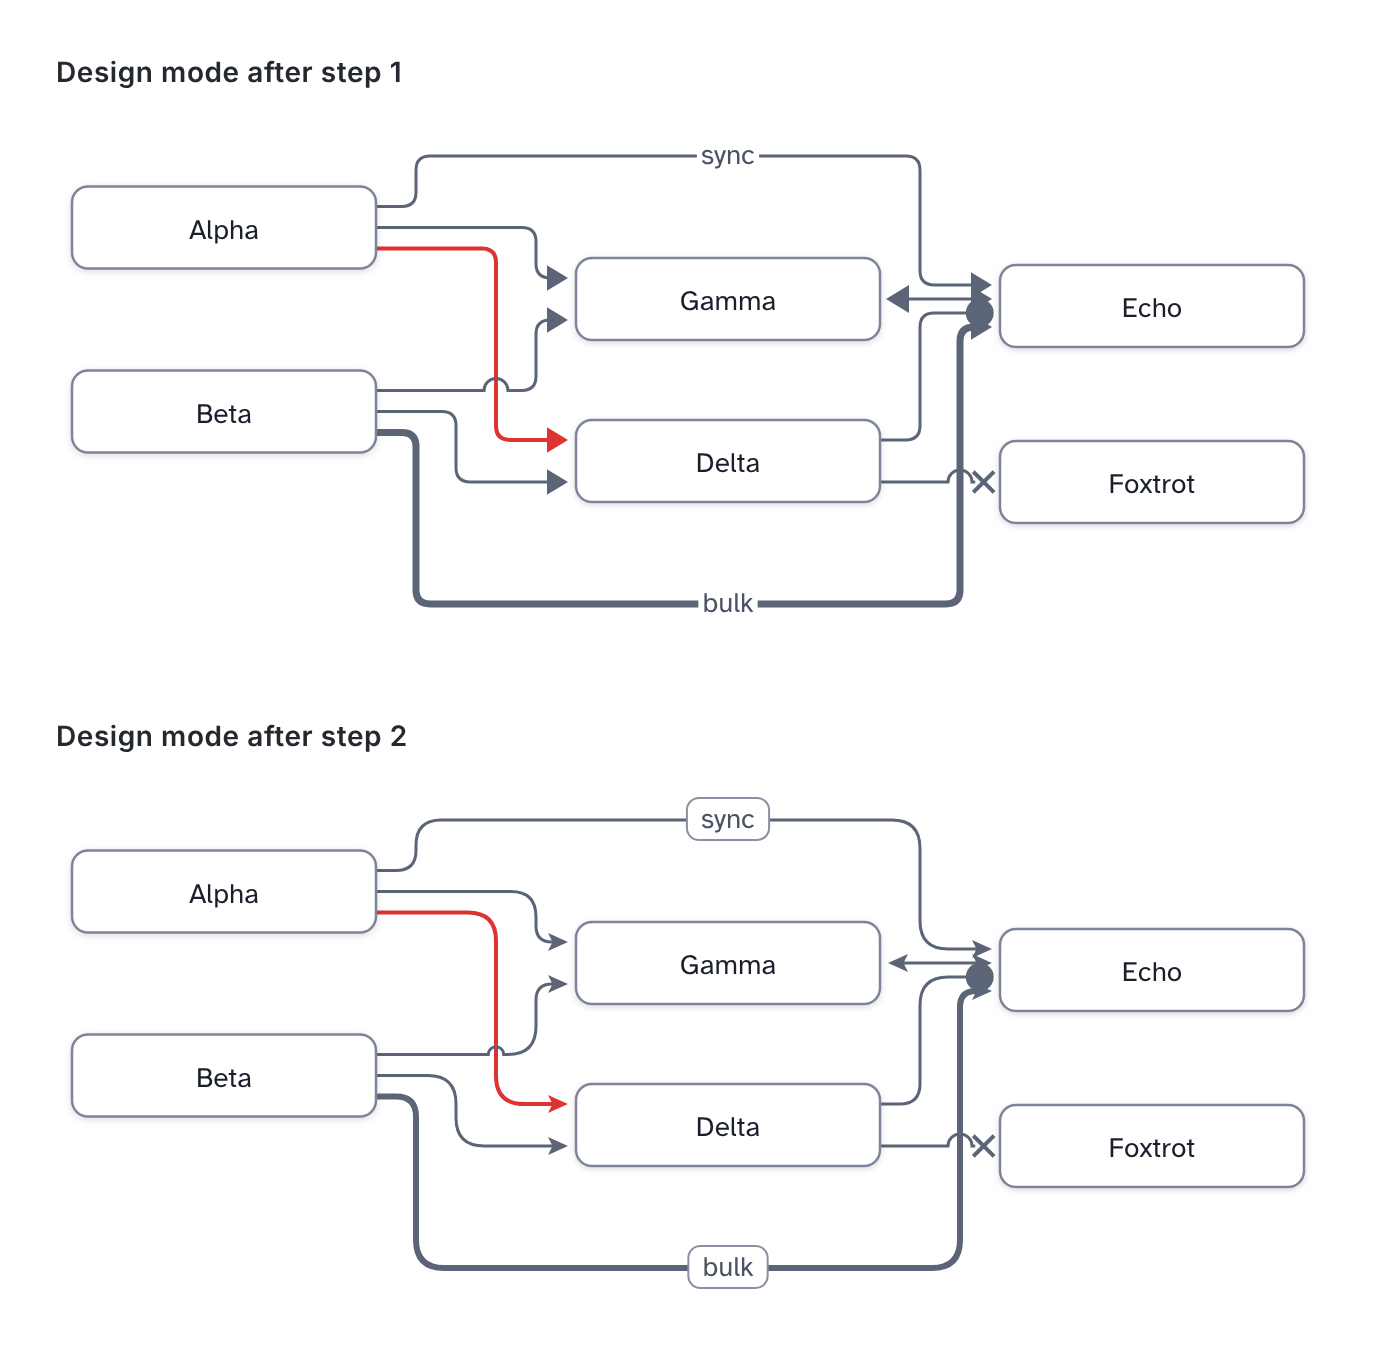 Design mode after step 1
sync
Alpha
Gamma
Echo
Beta
Delta
Foxtrot
bulk
Design mode after step 2
sync
Alpha
Gamma
Echo
Beta
Delta
Foxtrot
bulk